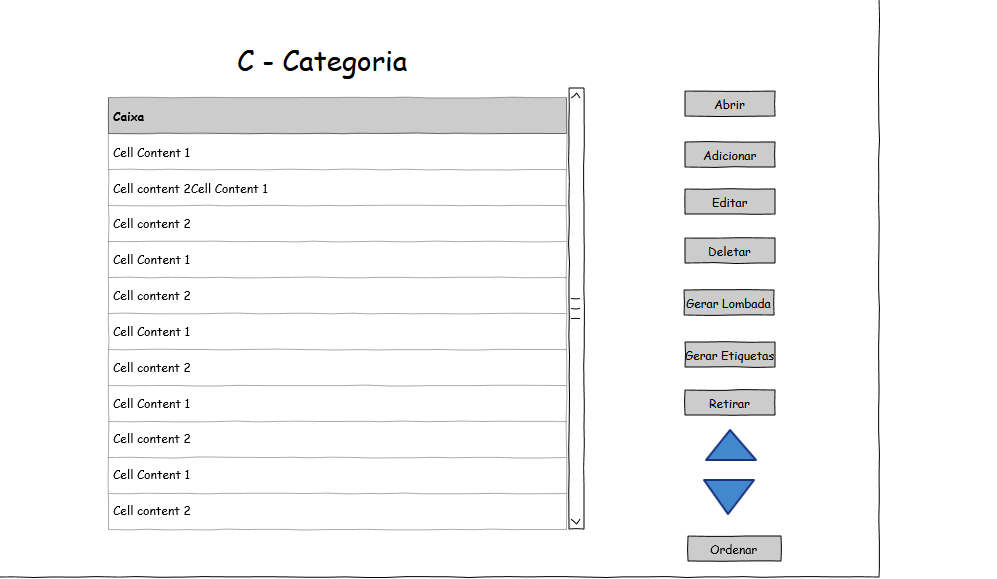 C - Categoria
Caixa
Cell Content 1
Cell content 2Cell Content 1
Cell content 2
Cell Content 1
Cell content 2
Cell Content 1
Cell content 2
Cell Content 1
Cell content 2
Cell Content 1
Cell content 2
Abrir
Adicionar
Editar
Deletar
Gerar Lombada
Gerar Etiquetas
Retirar
Ordenar